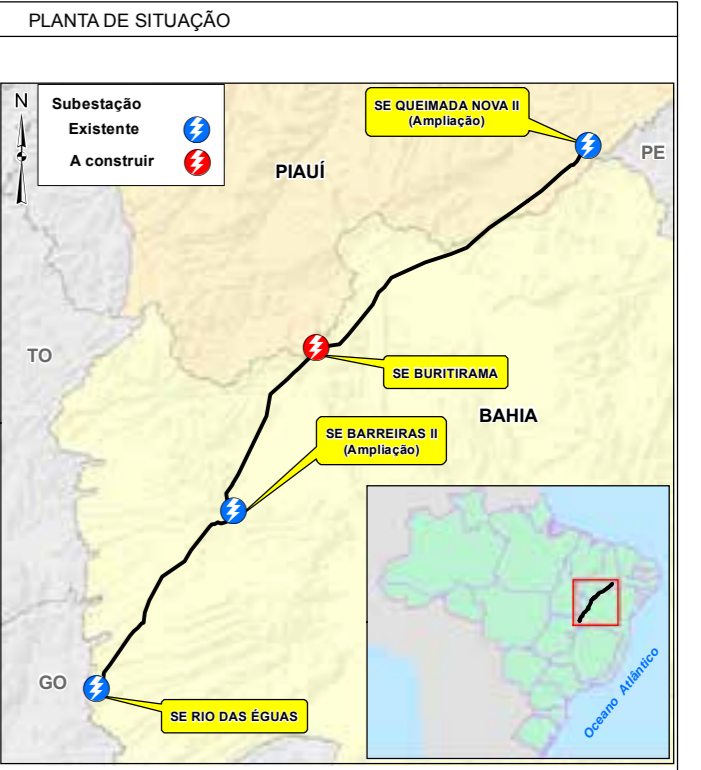 PLANTA DE SITUAÇÃO
N
Subestação
Existente
A construir
SE QUEIMADA NOVA II
(Ampliação)
PE
PIAUÍ
TO
SE BURITIRAMA
BAHIA
SE BARREIRAS II
(Ampliação)
GO
SE RIO DAS ÉGUAS
Oceano Atlântico